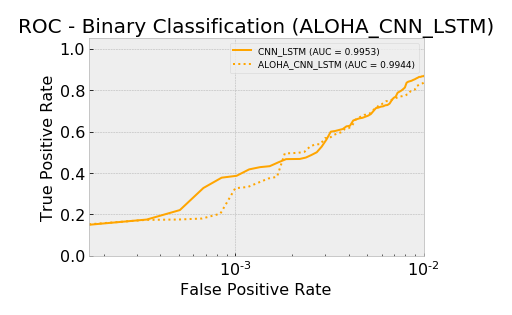 ROC - Binary Classification (ALOHA_CNN_LSTM)
CNN_LSTM (AUC = 0.9953)
ALOHA_CNN_LSTM (AUC = 0.9944)
True Positive Rate
1.0
0.8
0.6
0.4
0.2
0.0
10⁻³
10⁻²
False Positive Rate